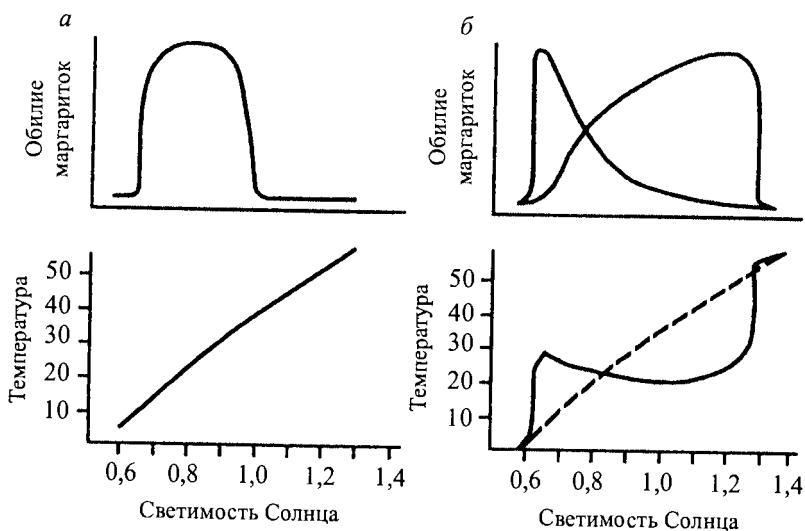 а
Обилие
маргариток
Температура
50
40
30
20
10
0,6 0,8 1,0 1,2 1,4
Светимость Солнца
б
Обилие
маргариток
Температура
50
40
30
20
10
0,6 0,8 1,0 1,2 1,4
Светимость Солнца